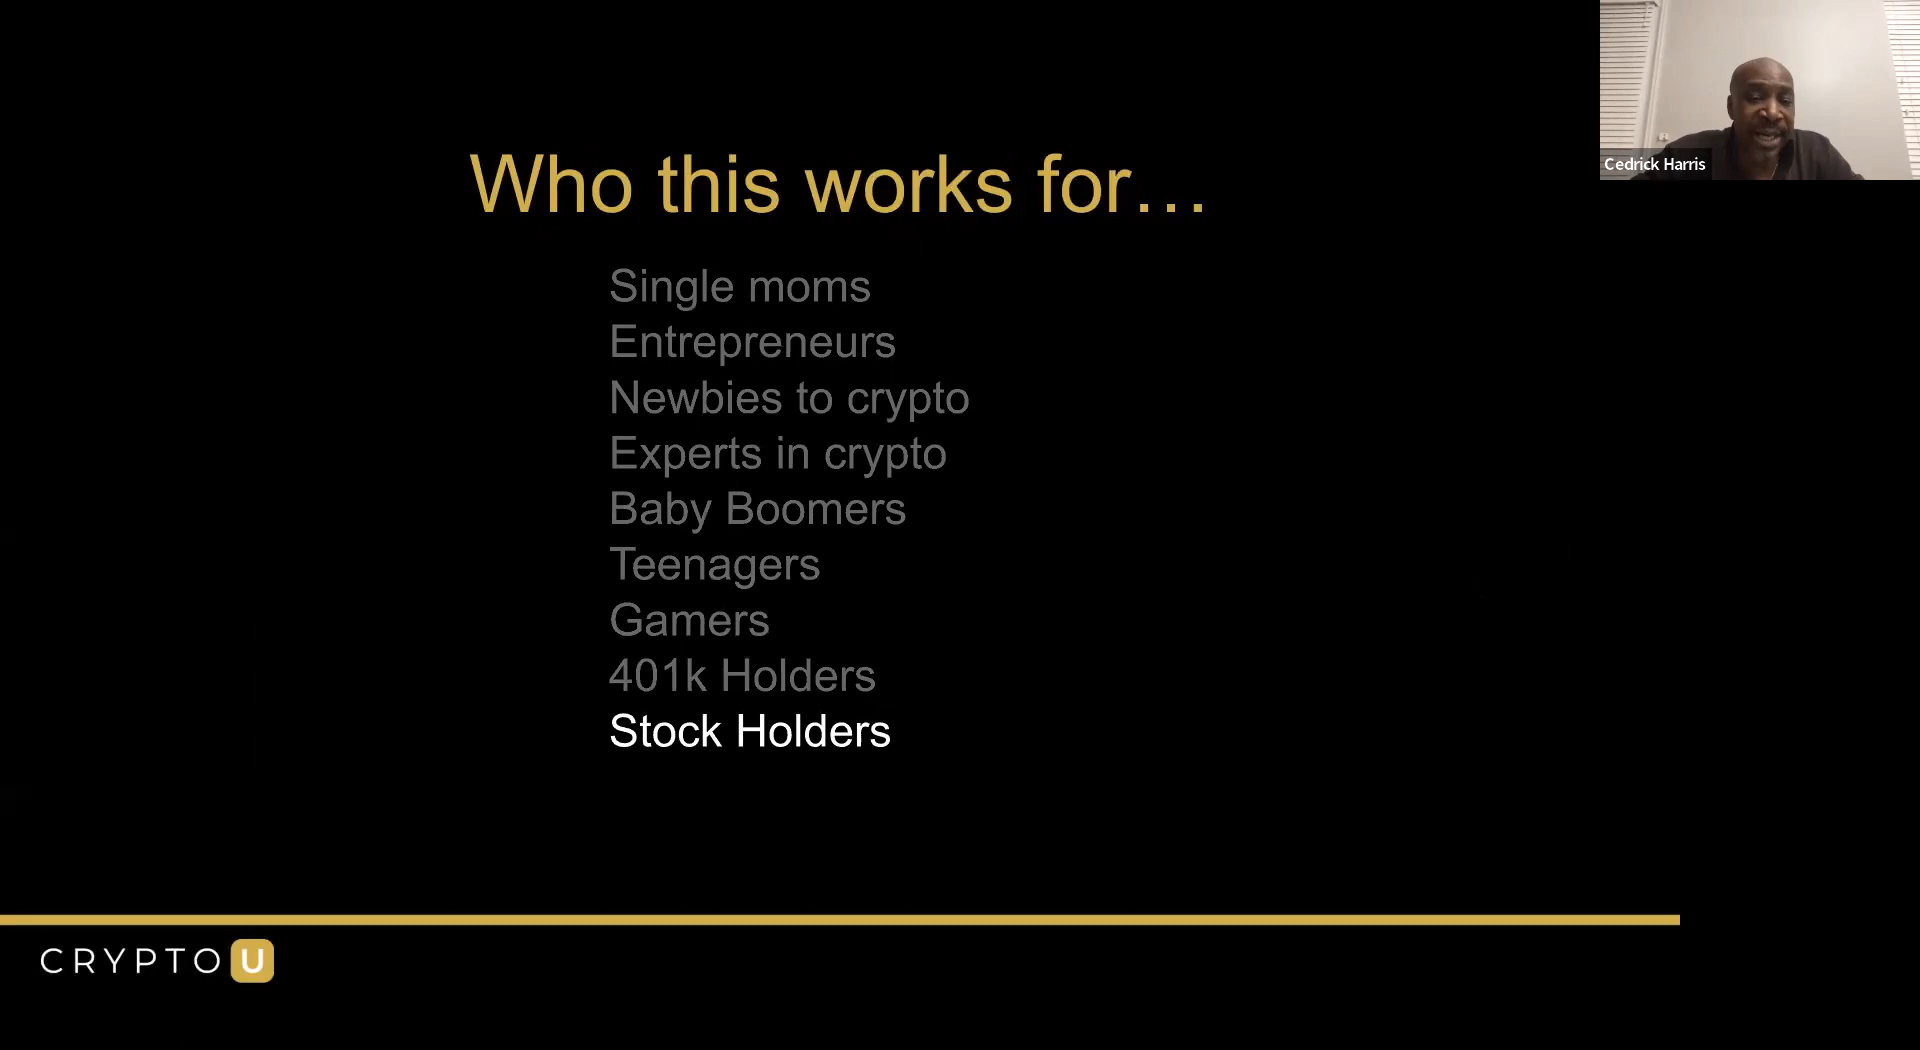 Who this works for…
Single moms
Entrepreneurs
Newbies to crypto
Experts in crypto
Baby Boomers
Teenagers
Gamers
401k Holders
Stock Holders
Cedrick Harris
CRYPTO U